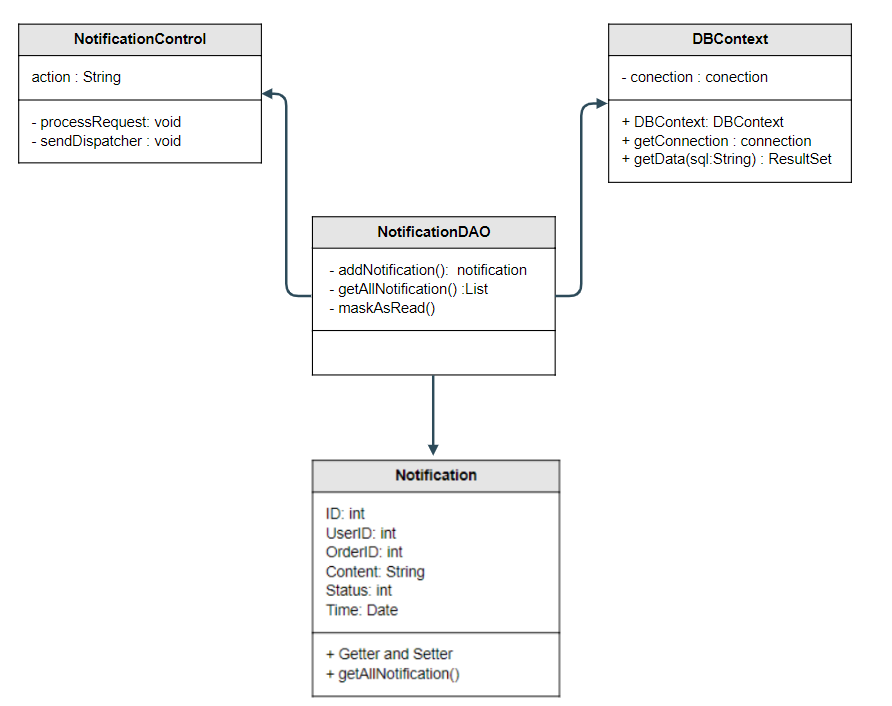 NotificationControl
action : String
- processRequest: void
- sendDispatcher : void
DBContext
- conection : conection
+ DBContext: DBContext
+ getConnection : connection
+ getData(sql:String) : ResultSet
NotificationDAO
- addNotification():  notification
- getAllNotification() :List
- maskAsRead()
Notification
ID: int
UserID: int
OrderID: int
Content: String
Status: int
Time: Date
+ Getter and Setter
+ getAllNotification()